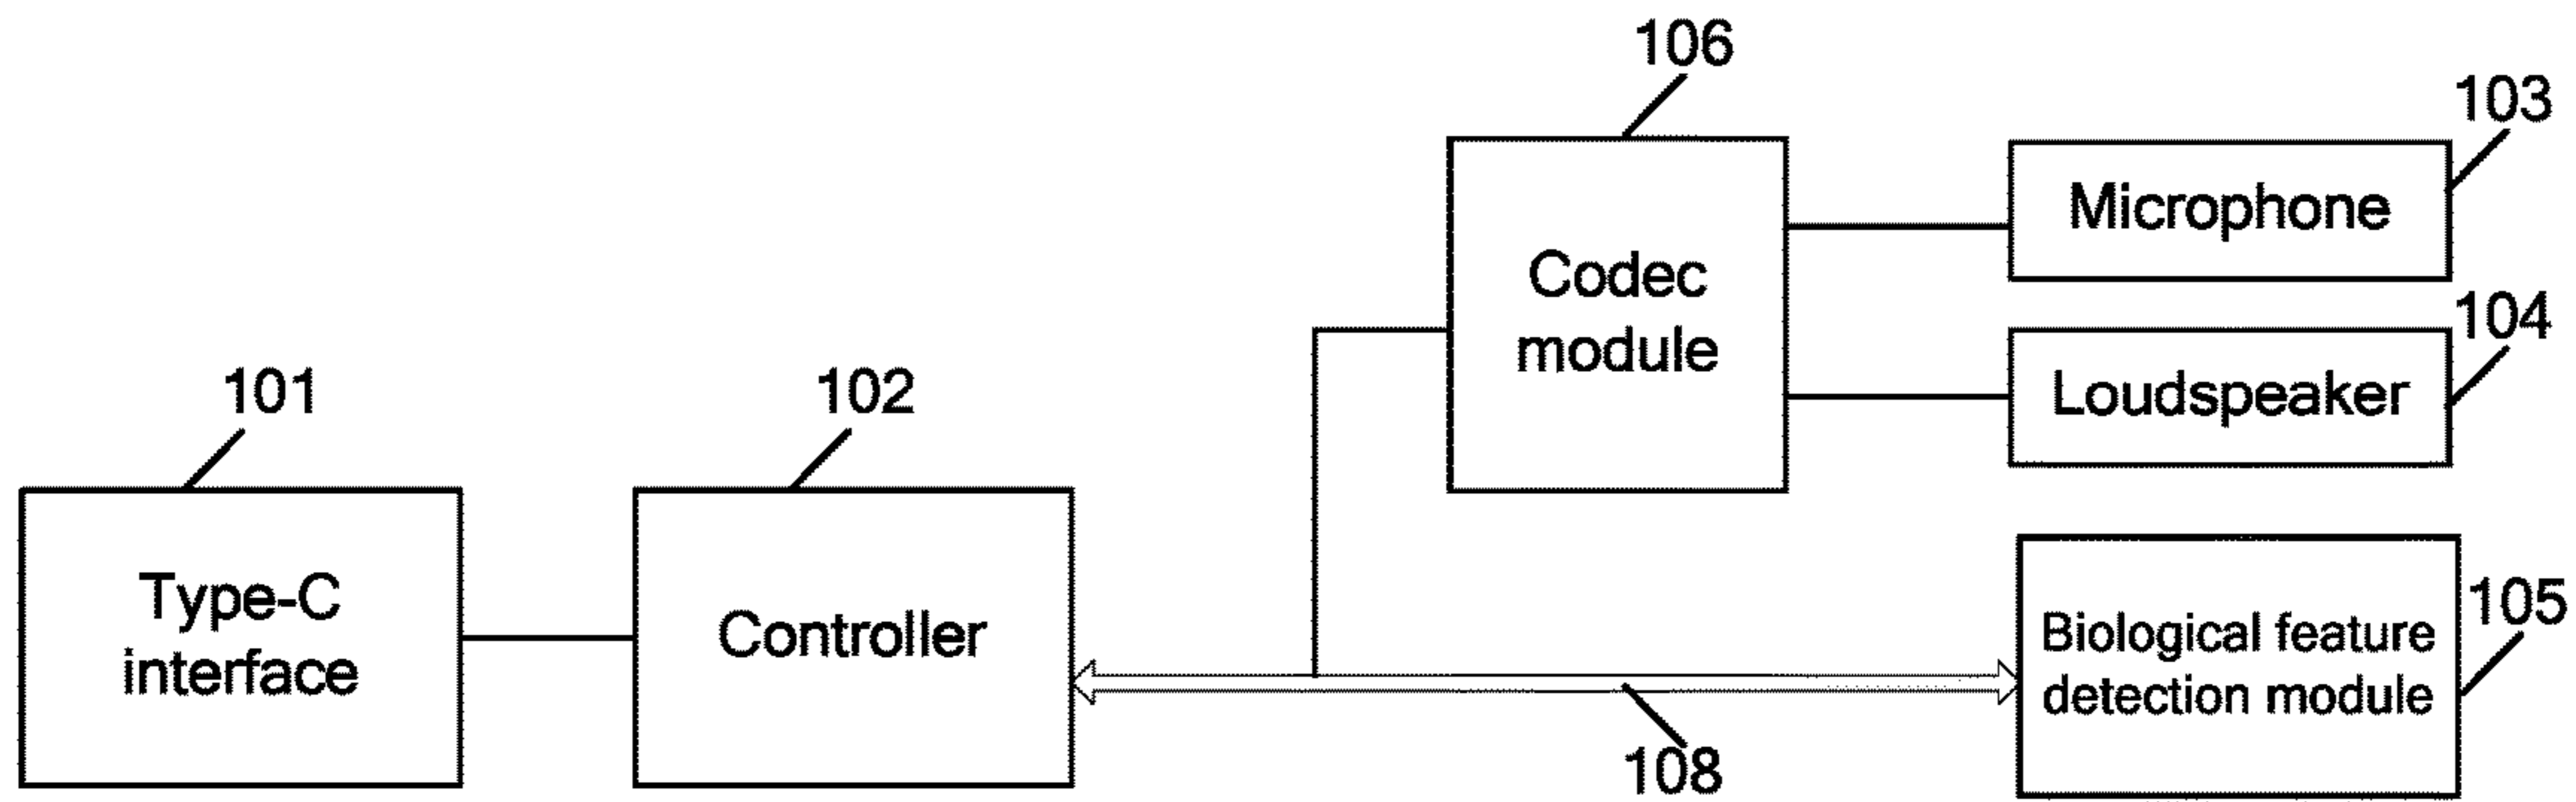 106
103
Microphone
Codec
module
104
Loudspeaker
101
102
Type-C
interface
Controller
105
Biological feature
detection module
108